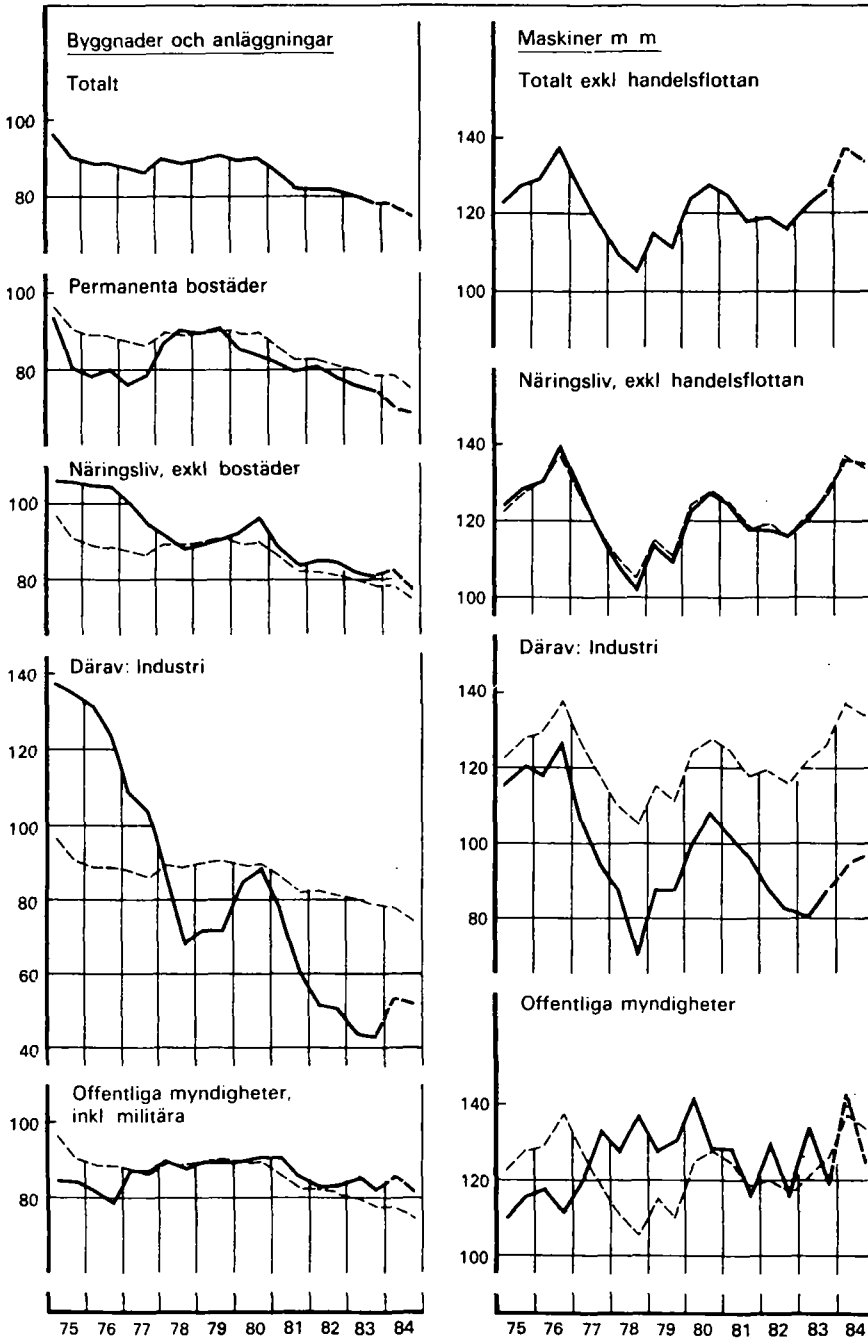 Byggnader och anläggningar
Totalt
100
80
Permanenta bostäder
100
80
Näringsliv, exkl bostäder
100
80
Därav: Industri
140
120
100
80
60
40
Offentliga myndigheter,
inkl militära
100
80
75 76 77 78 79 80 81 82 83 84
Maskiner m m
Totalt exkl handelsflottan
140
120
100
Näringsliv, exkl handelsflottan
140
120
100
Därav: Industri
140
120
100
80
Offentliga myndigheter
140
120
100
75 76 77 78 79 80 81 82 83 84